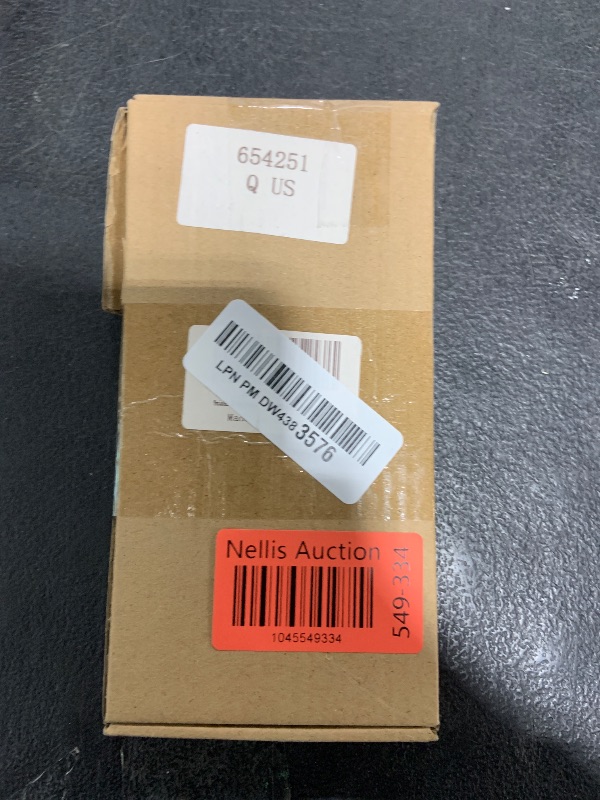 654251
Q US
LPN PM DW438 3576
Nellis Auction
1045549334
549-334